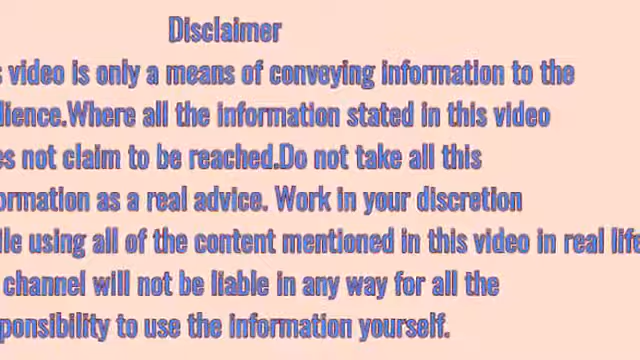 Disclaimer
s video is only a means of conveying information to the
dience.Where all the information stated in this video
es not claim to be reached.Do not take all this
ormation as a real advice. Work in your discretion
ile using all of the content mentioned in this video in real life
channel will not be liable in any way for all the
ponsibility to use the information yourself.